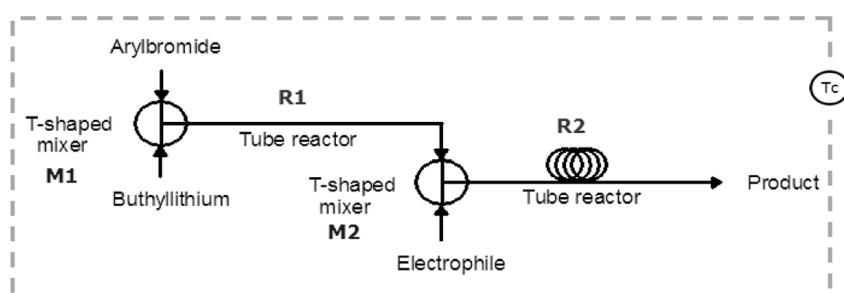 Arylbromide
R1
Tc
T-shaped
mixer
M1
Tube reactor
R2
Buthyllithium
T-shaped
mixer
M2
Tube reactor
Product
Electrophile